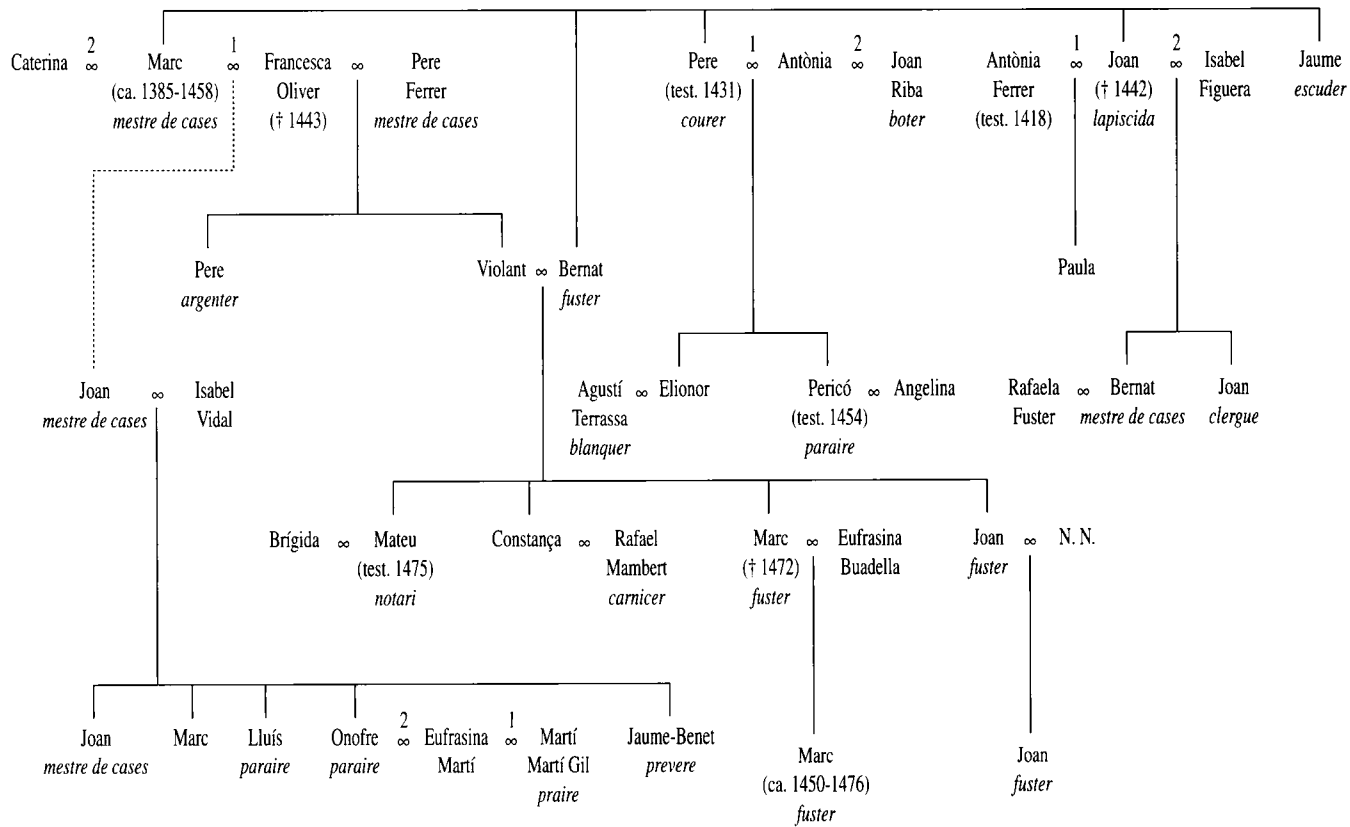 2 1 1 2 1 2
Caterina ∞ Marc ∞ Francesca ∞ Pere Pere ∞ Antònia ∞ Joan Antònia ∞ Joan ∞ Isabel Jaume
(ca. 1385-1458) Oliver Ferrer (test. 1431) Riba Ferrer († 1442) Figuera escuder
mestre de cases († 1443) mestre de cases courer boter (test. 1418) lapiscida
Pere Violant ∞ Bernat Paula
argenter fuster
Joan ∞ Isabel Agustí ∞ Elionor Pericó ∞ Angelina Rafaela ∞ Bernat Joan
mestre de cases Vidal Terrassa (test. 1454) Fuster mestre de cases clergue
blanquer paraire
Brígida ∞ Mateu Constança ∞ Rafael Marc ∞ Eufrasina Joan ∞ N. N.
(test. 1475) Mambert († 1472) Buadella fuster
notari carnicer fuster
2 1
Joan Marc Lluís Onofre ∞ Eufrasina ∞ Martí Jaume-Benet
mestre de cases paraire paraire Martí Martí Gil prevere
praire
Marc Joan
(ca. 1450-1476) fuster
fuster